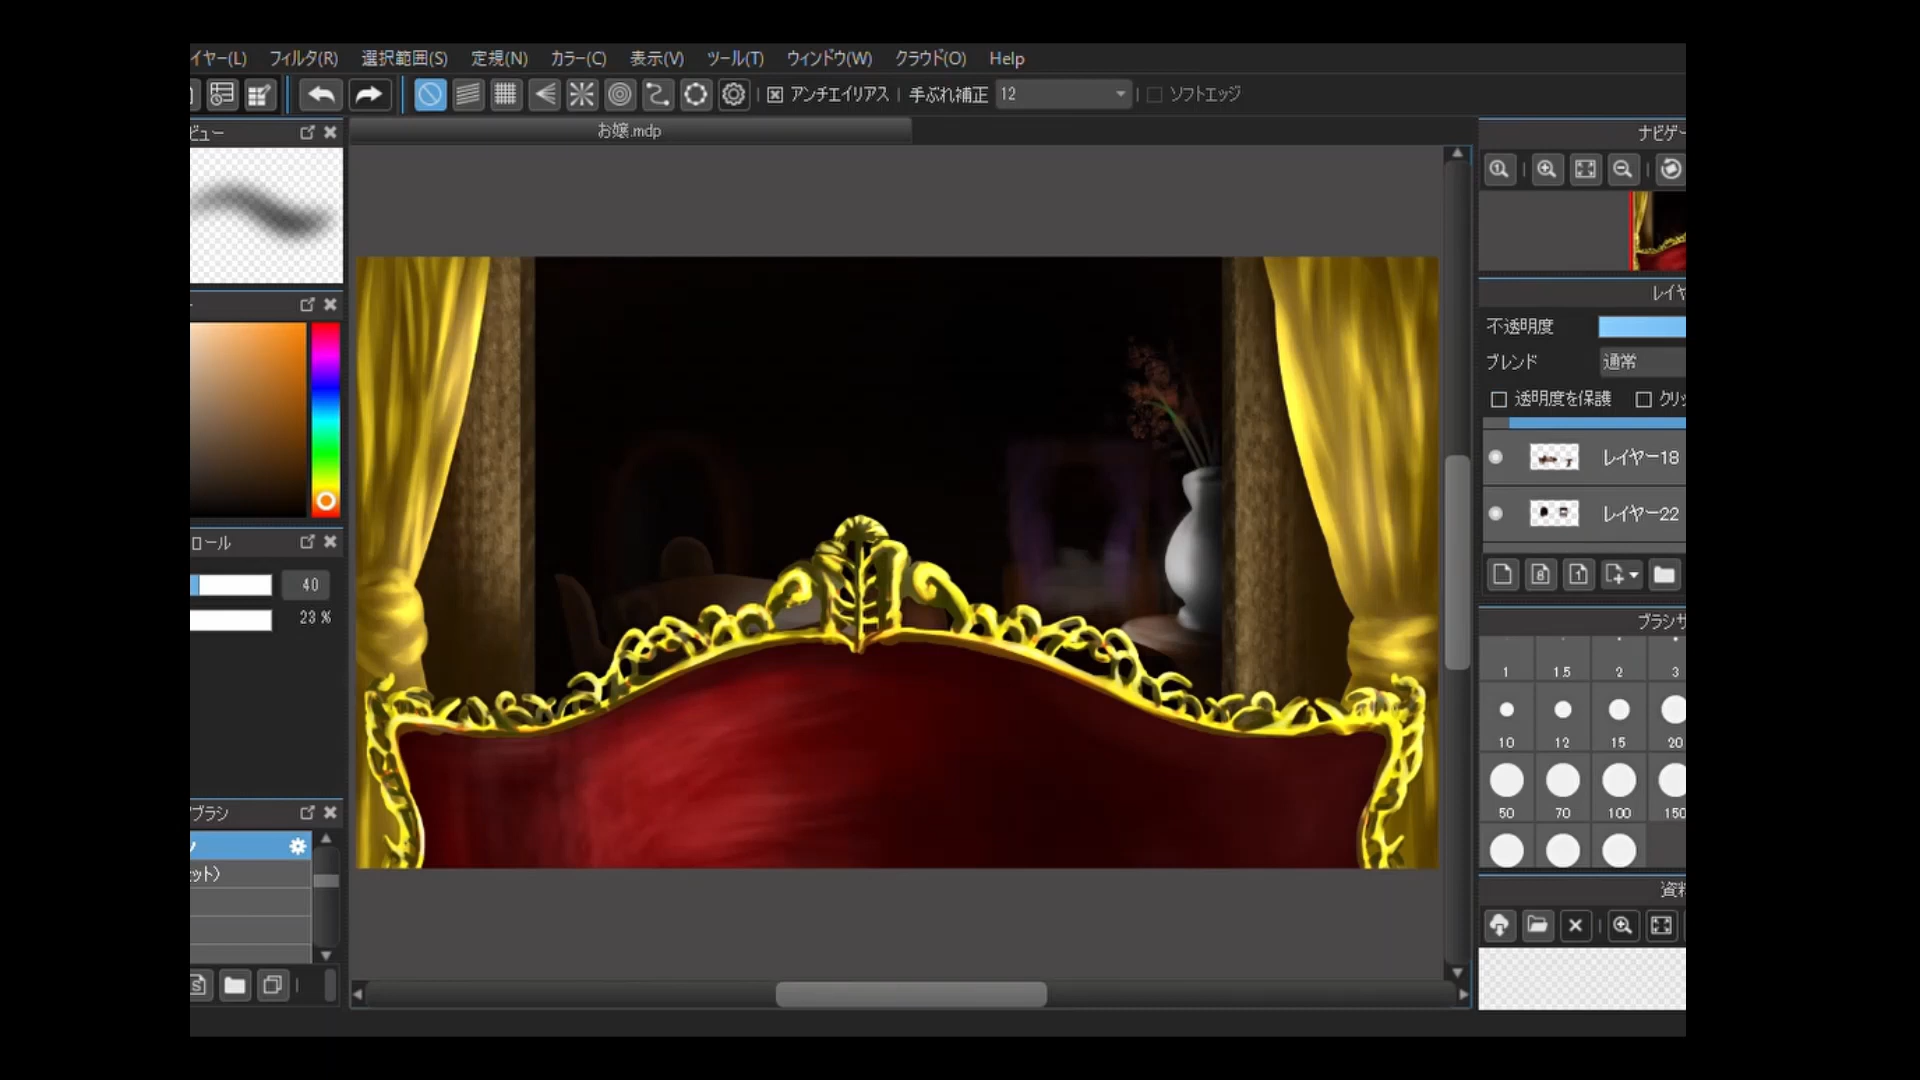 イヤー(L) フィルタ(R) 選択範囲(S) 定規(N) カラー(C) 表示(V) ツール(T) ウィンドウ(W) クラウド(O) Help
アンチエイリアス 手ぶれ補正 12 ソフトエッジ
ビュー
お嬢.mdp
ナビゲー
レイヤ
不透明度
ブレンド 通常
透明度を保護 クリッ
レイヤー18
レイヤー22
ロール
40
23 %
ブラシサ
1 1.5 2 3
10 12 15 20
50 70 100 150
ブラシ
ット)
資料